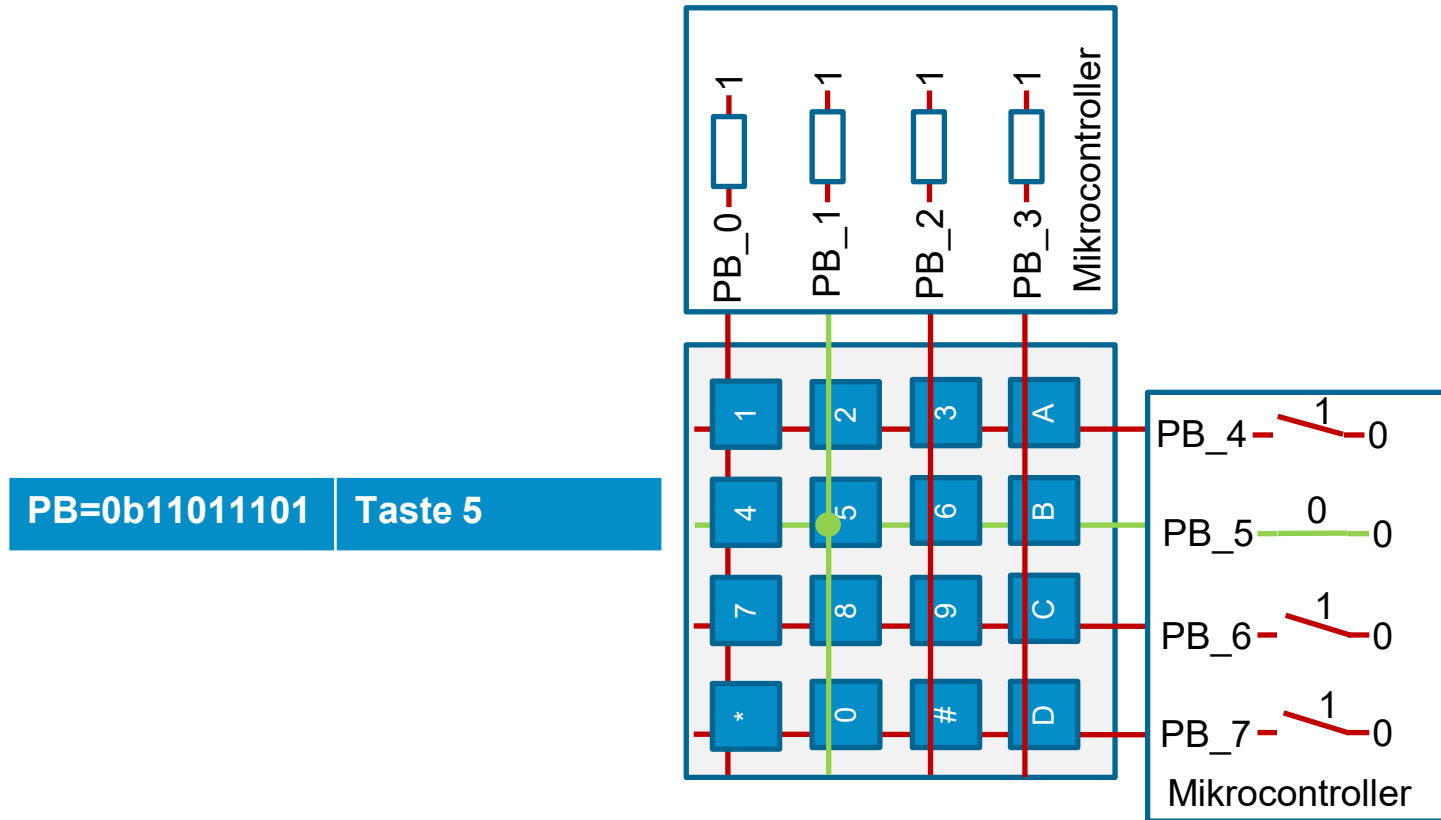 1 1 1 1
PB_0 PB_1 PB_2 PB_3
Mikrocontroller
PB=0b11011101 Taste 5
1 2 3 A
4 5 6 B
7 8 9 C
* 0 # D
1
PB_4 0
0
PB_5 0
1
PB_6 0
1
PB_7 0
Mikrocontroller